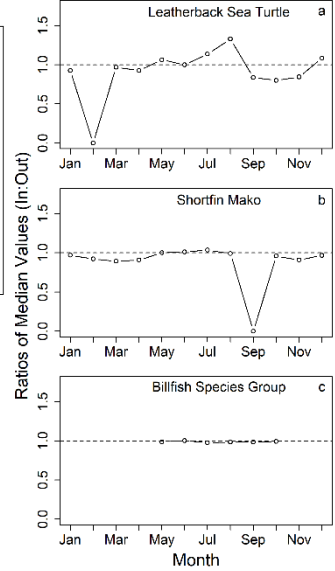 Ratios of Median Values (In:Out)
Leatherback Sea Turtle a
1.5
1.0
0.5
0.0
Jan Mar May Jul Sep Nov
Shortfin Mako b
1.5
1.0
0.5
0.0
Jan Mar May Jul Sep Nov
Billfish Species Group c
1.5
1.0
0.5
0.0
Jan Mar May Jul Sep Nov
Month